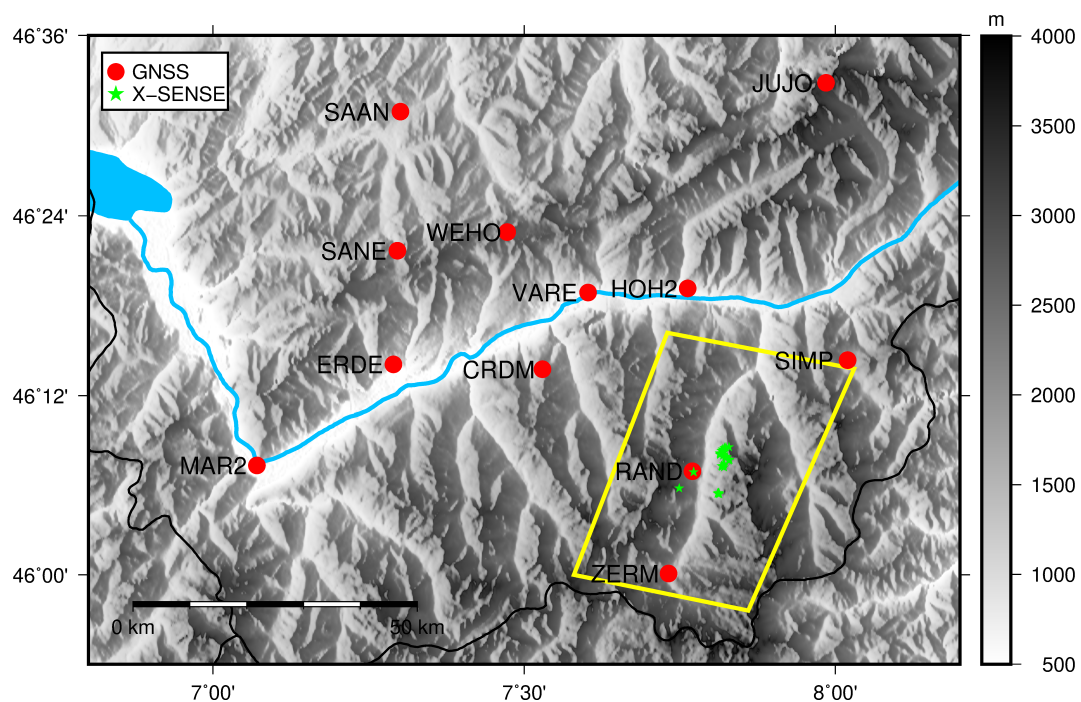 m
46°36'
4000
GNSS
X−SENSE
JUJO
SAAN
3500
46°24'
3000
WEHO
SANE
VARE
HOH2
2500
ERDE
CRDM
SIMP
46°12'
2000
MAR2
RAND
1500
46°00'
ZERM
1000
0 km
50 km
500
7°00'
7°30'
8°00'